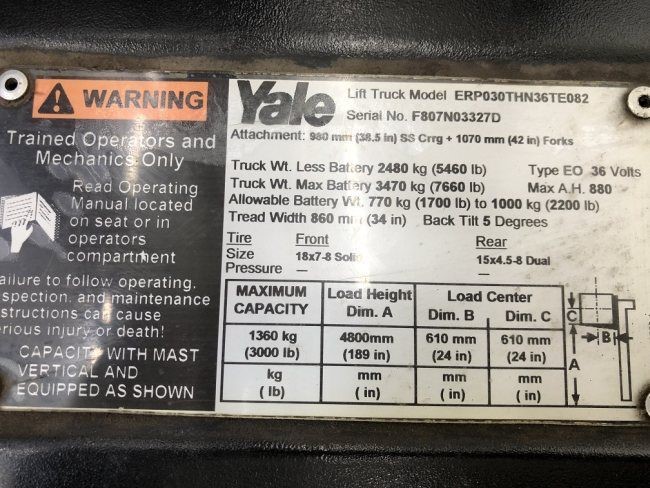 WARNING
Trained Operators and
Mechanics Only
Read Operating
Manual located
on seat or in
operators
compartment
ailure to follow operating,
spection, and maintenance
structions can cause
erious injury or death!
CAPACITY WITH MAST
VERTICAL AND
EQUIPPED AS SHOWN
Yale
Lift Truck Model ERP030THN36TE082
Serial No. F807N03327D
Attachment: 980 mm (38.5 in) SS Crrg + 1070 mm (42 in) Forks
Truck Wt. Less Battery 2480 kg (5460 lb) Type EO 36 Volts
Truck Wt. Max Battery 3470 kg (7660 lb) Max A.H. 880
Allowable Battery Wt. 770 kg (1700 lb) to 1000 kg (2200 lb)
Tread Width 860 mm (34 in) Back Tilt 5 Degrees
Tire Front Rear
Size 18x7-8 Solid 15x4.5-8 Dual
Pressure — —
MAXIMUM CAPACITY Load Height Dim. A Load Center Dim. B Dim. C
1360 kg 4800mm 610 mm 610 mm
(3000 lb) (189 in) (24 in) (24 in)
kg mm mm mm
( lb) ( in) ( in) ( in)
C
B
A